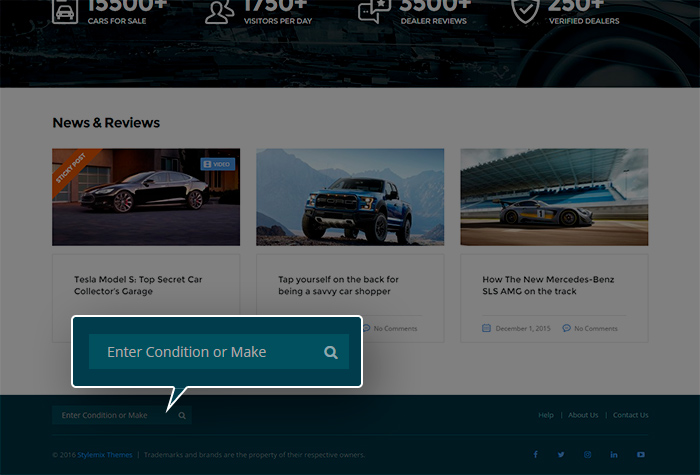 15500+ 1750+ 3500+ 250+
CARS FOR SALE VISITORS PER DAY DEALER REVIEWS VERIFIED DEALERS
News & Reviews
STICKY POST
VIDEO
1
Tesla Model S: Top Secret Car
Collector's Garage
Tap yourself on the back for
being a savvy car shopper
No Comments
How The New Mercedes-Benz
SLS AMG on the track
December 1, 2015 No Comments
Enter Condition or Make
Enter Condition or Make
Help | About Us | Contact Us
© 2016 Stylemix Themes | Trademarks and brands are the property of their respective owners.